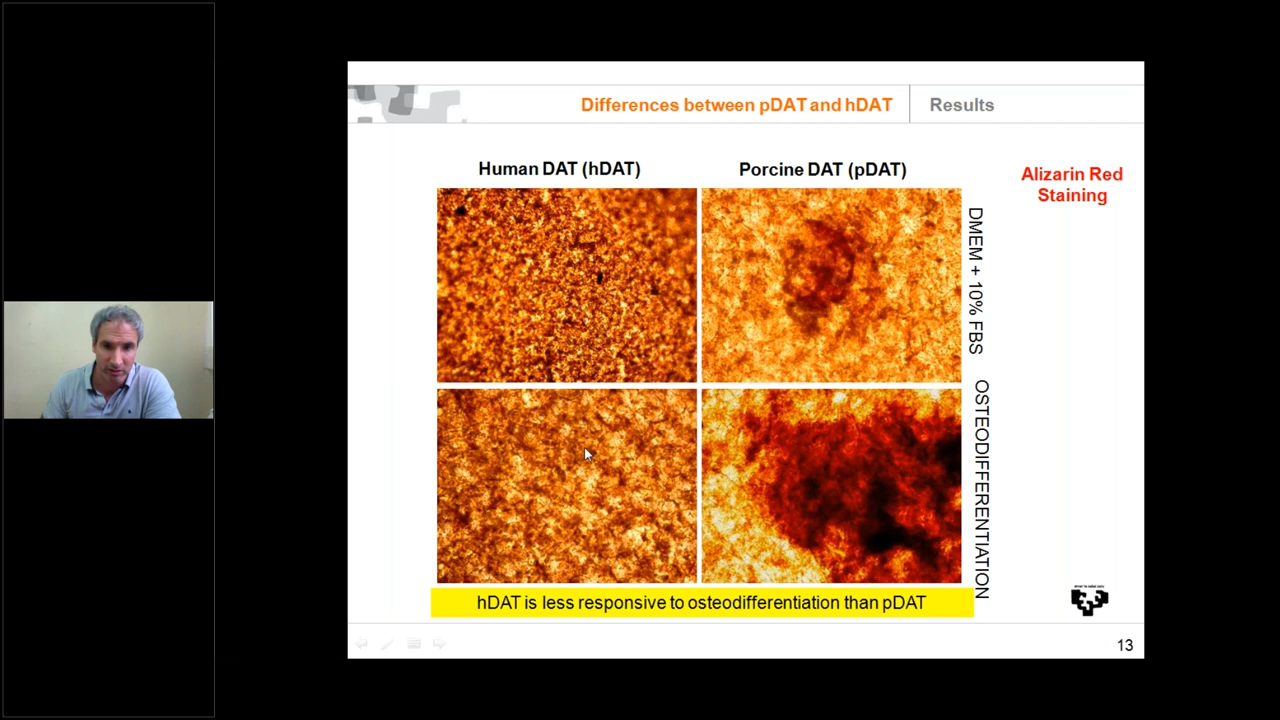 Differences between pDAT and hDAT
Results
Human DAT (hDAT)
Porcine DAT (pDAT)
Alizarin Red
Staining
DMEM + 10% FBS
OSTEODIFFERENTIATION
hDAT is less responsive to osteodifferentiation than pDAT
13